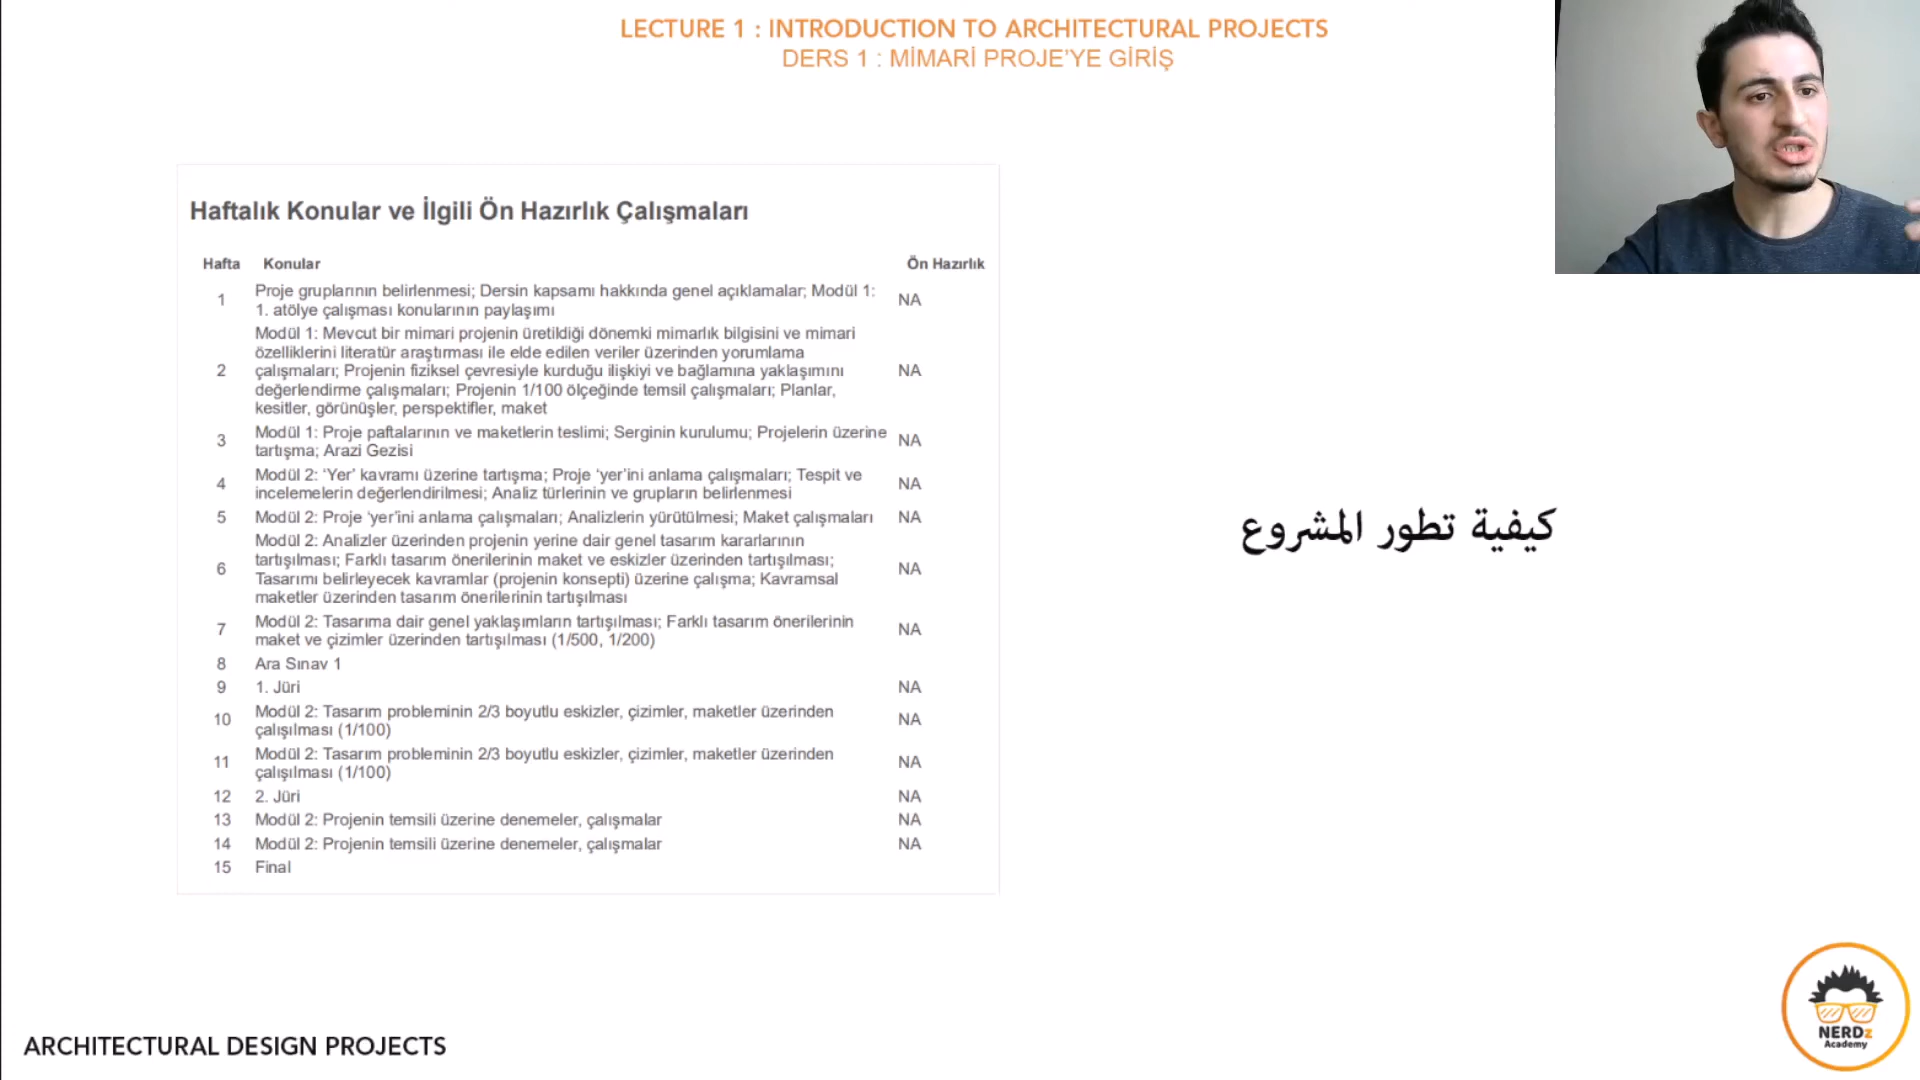 LECTURE 1 : INTRODUCTION TO ARCHITECTURAL PROJECTS
DERS 1 : MİMARİ PROJE'YE GİRİŞ
Haftalık Konular ve İlgili Ön Hazırlık Çalışmaları
Hafta Konular Ön Hazırlık
1 Proje gruplarının belirlenmesi; Dersin kapsamı hakkında genel açıklamalar; Modül 1: NA
1. atölye çalışması konularının paylaşımı
Modül 1: Mevcut bir mimari projenin üretildiği dönemki mimarlık bilgisini ve mimari
özelliklerini literatür araştırması ile elde edilen veriler üzerinden yorumlama
2 çalışmaları; Projenin fiziksel çevresiyle kurduğu ilişkiyi ve bağlamına yaklaşımını NA
değerlendirme çalışmaları; Projenin 1/100 ölçeğinde temsil çalışmaları; Planlar,
kesitler, görünüşler, perspektifler, maket
3 Modül 1: Proje paftalarının ve maketlerin teslimi; Serginin kurulumu; Projelerin üzerine NA
tartışma; Arazi Gezisi
4 Modül 2: 'Yer' kavramı üzerine tartışma; Proje 'yer'ini anlama çalışmaları; Tespit ve NA
incelemelerin değerlendirilmesi; Analiz türlerinin ve grupların belirlenmesi
5 Modül 2: Proje 'yer'ini anlama çalışmaları; Analizlerin yürütülmesi; Maket çalışmaları NA
Modül 2: Analizler üzerinden projenin yerine dair genel tasarım kararlarının
tartışılması; Farklı tasarım önerilerinin maket ve eskizler üzerinden tartışılması;
6 Tasarımı belirleyecek kavramlar (projenin konsepti) üzerine çalışma; Kavramsal NA
maketler üzerinden tasarım önerilerinin tartışılması
7 Modül 2: Tasarıma dair genel yaklaşımların tartışılması; Farklı tasarım önerilerinin NA
maket ve çizimler üzerinden tartışılması (1/500, 1/200)
8 Ara Sınav 1
9 1. Jüri NA
10 Modül 2: Tasarım probleminin 2/3 boyutlu eskizler, çizimler, maketler üzerinden NA
çalışılması (1/100)
11 Modül 2: Tasarım probleminin 2/3 boyutlu eskizler, çizimler, maketler üzerinden NA
çalışılması (1/100)
12 2. Jüri NA
13 Modül 2: Projenin temsili üzerine denemeler, çalışmalar NA
14 Modül 2: Projenin temsili üzerine denemeler, çalışmalar NA
15 Final
كيفية تطور المشروع
ARCHITECTURAL DESIGN PROJECTS
NERDz
Academy